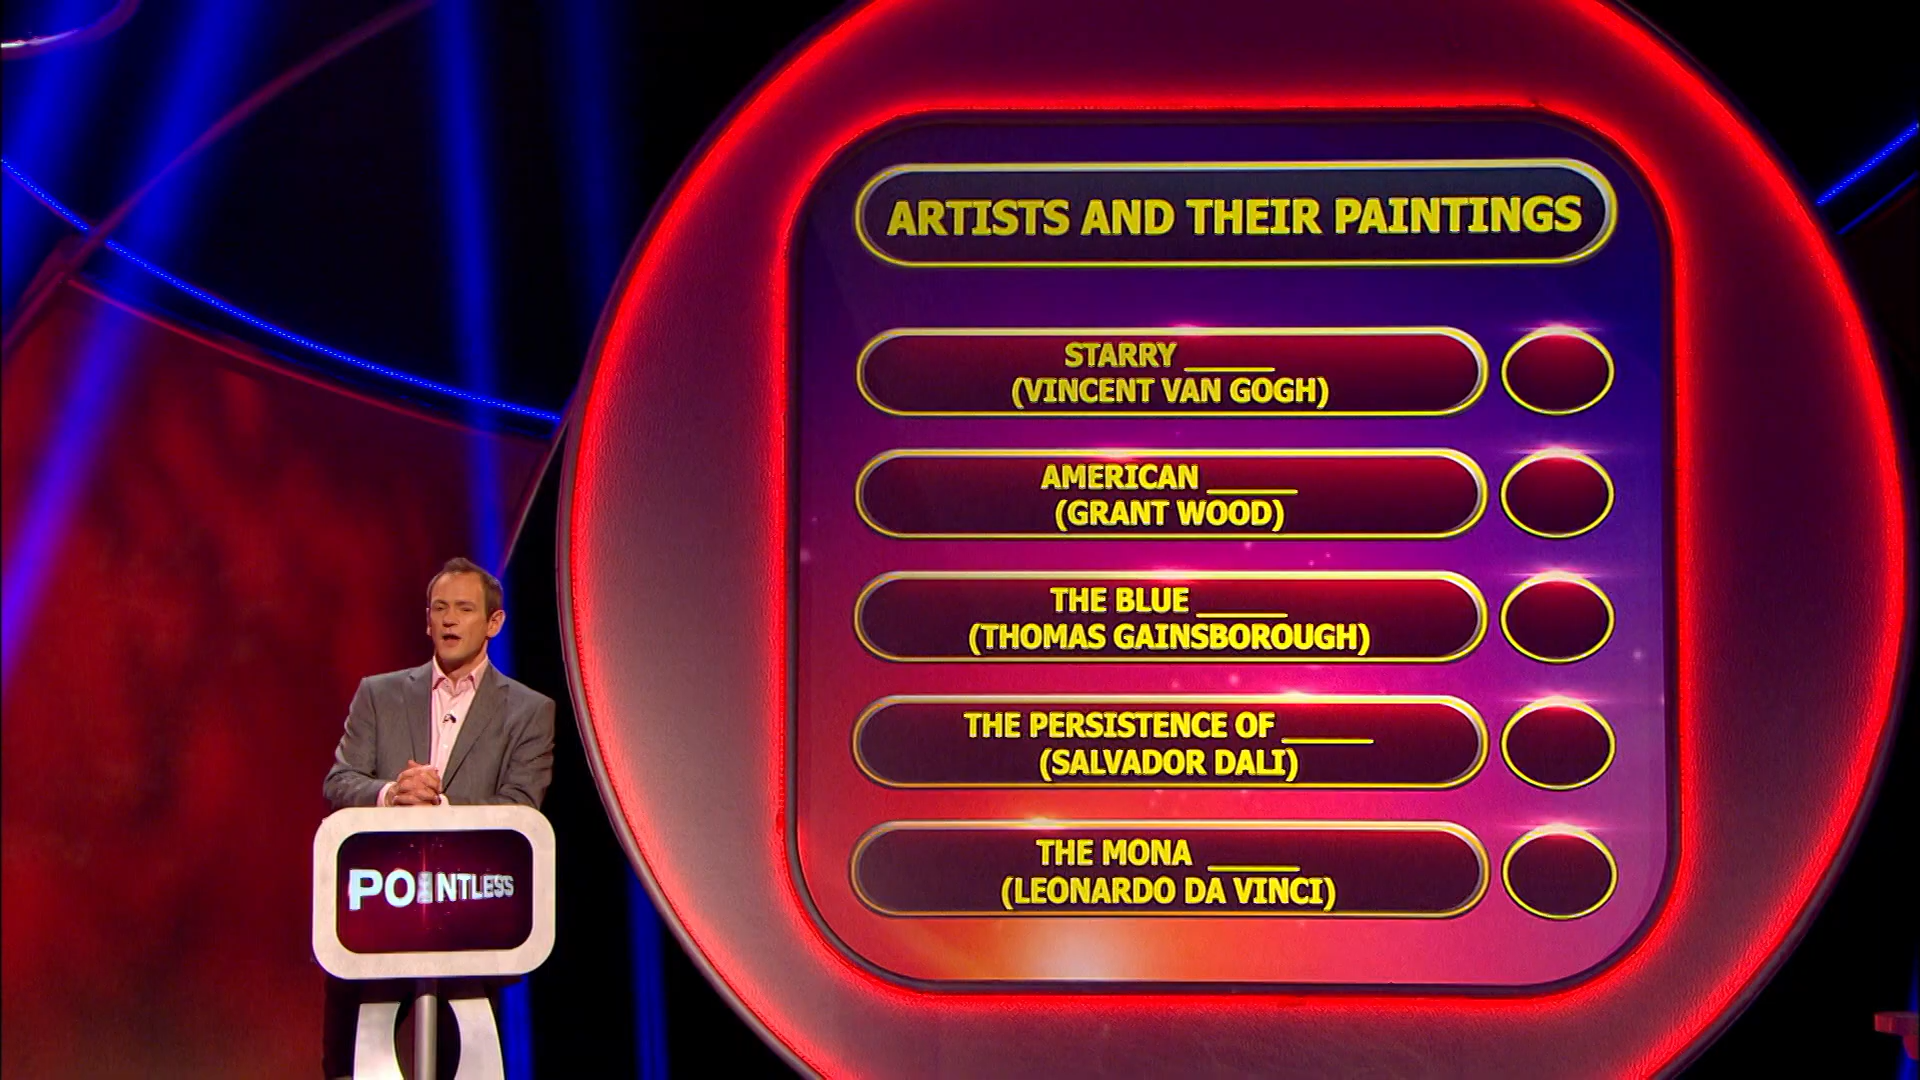 ARTISTS AND THEIR PAINTINGS
STARRY _____
(VINCENT VAN GOGH)
AMERICAN _____
(GRANT WOOD)
THE BLUE _____
(THOMAS GAINSBOROUGH)
THE PERSISTENCE OF _____
(SALVADOR DALI)
THE MONA _____
(LEONARDO DA VINCI)
POINTLESS